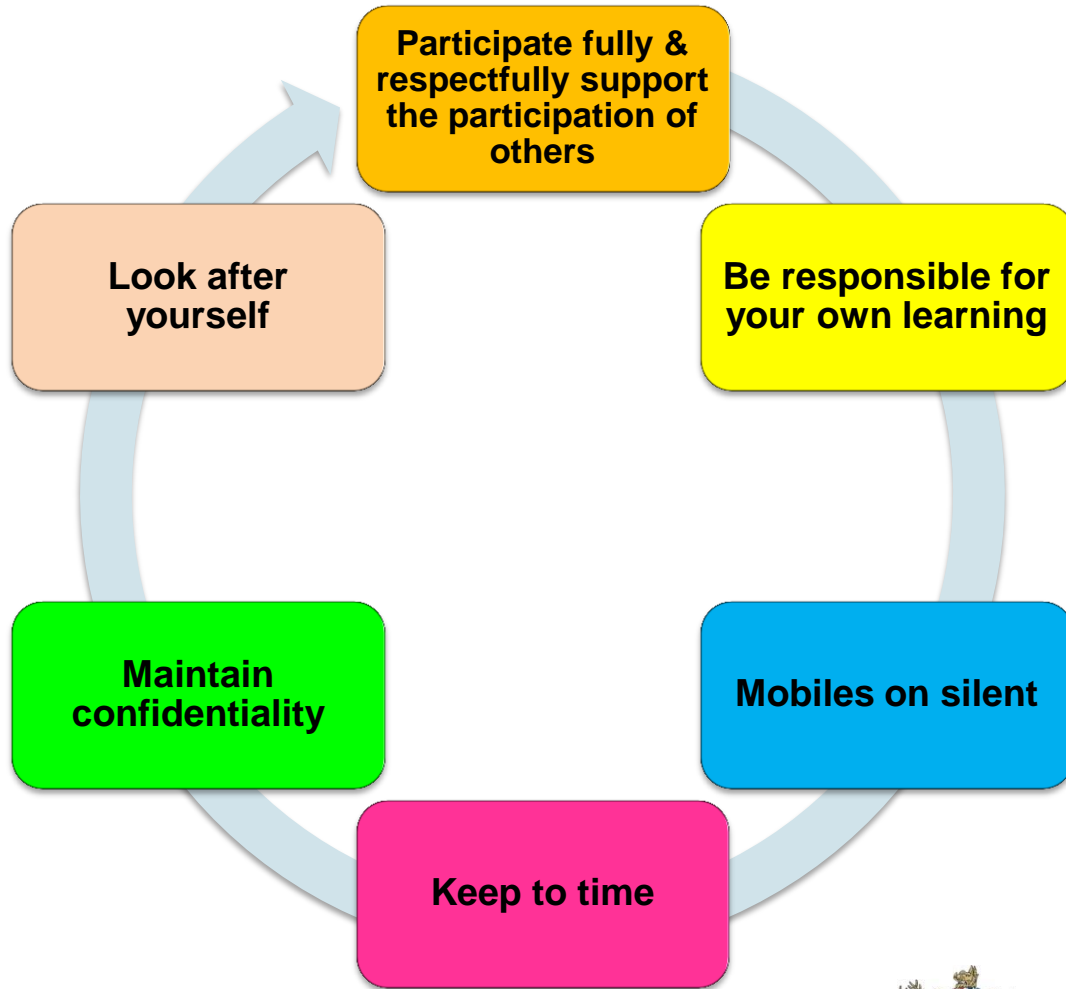 Participate fully &
respectfully support
the participation of
others
Be responsible for
your own learning
Mobiles on silent
Keep to time
Maintain
confidentiality
Look after
yourself